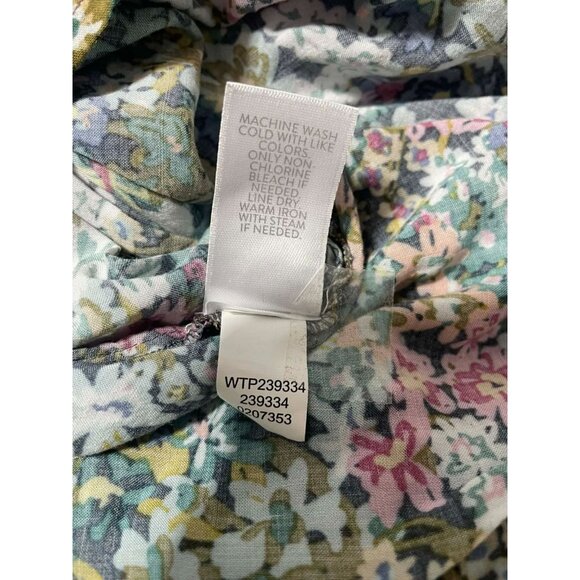 MACHINE WASH
COLD WITH LIKE
COLORS.
ONLY NON-
CHLORINE
BLEACH IF
NEEDED.
LINE DRY.
WARM IRON
WITH STEAM
IF NEEDED.
WTP239334
239334
0207353